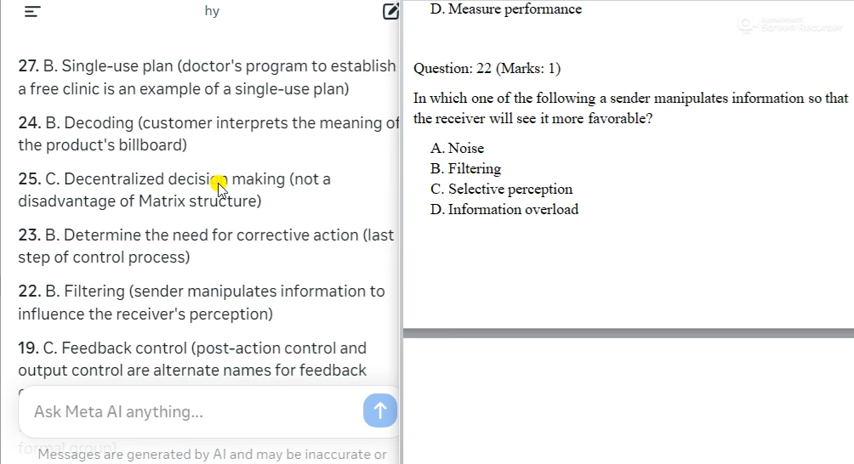 hy
27. B. Single-use plan (doctor's program to establish
a free clinic is an example of a single-use plan)
24. B. Decoding (customer interprets the meaning of
the product's billboard)
25. C. Decentralized decision making (not a
disadvantage of Matrix structure)
23. B. Determine the need for corrective action (last
step of control process)
22. B. Filtering (sender manipulates information to
influence the receiver's perception)
19. C. Feedback control (post-action control and
output control are alternate names for feedback
Ask Meta AI anything...
formal group)
Messages are generated by AI and may be inaccurate or
D. Measure performance
Screen Recorder
Question: 22 (Marks: 1)
In which one of the following a sender manipulates information so that
the receiver will see it more favorable?
A. Noise
B. Filtering
C. Selective perception
D. Information overload